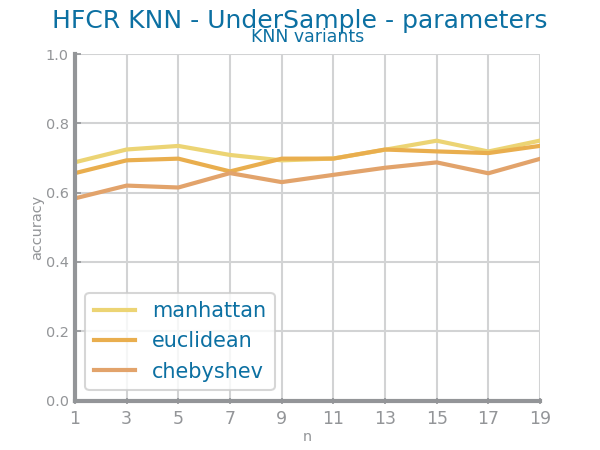 HFCR KNN - UnderSample - parameters
KNN variants
1.0
0.8
0.6
0.4
0.2
0.0
accuracy
manhattan
euclidean
chebyshev
1 3 5 7 9 11 13 15 17 19
n